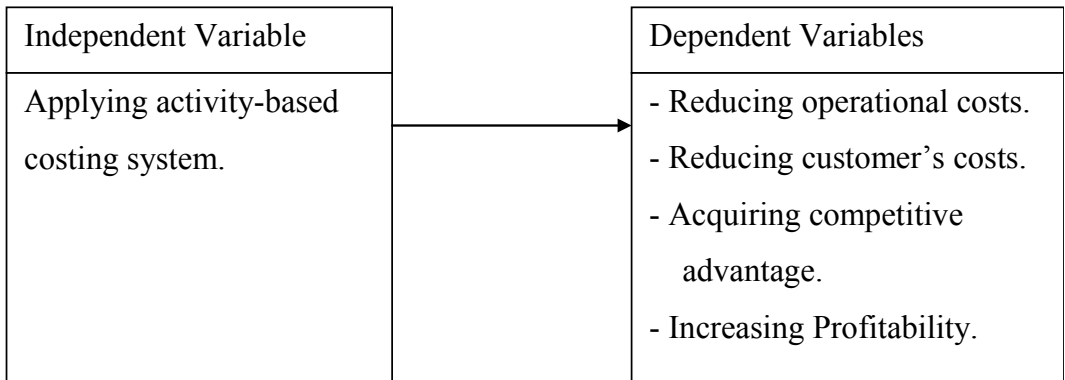 Independent Variable
Applying activity-based
costing system.
Dependent Variables
- Reducing operational costs.
- Reducing customer’s costs.
- Acquiring competitive
advantage.
- Increasing Profitability.